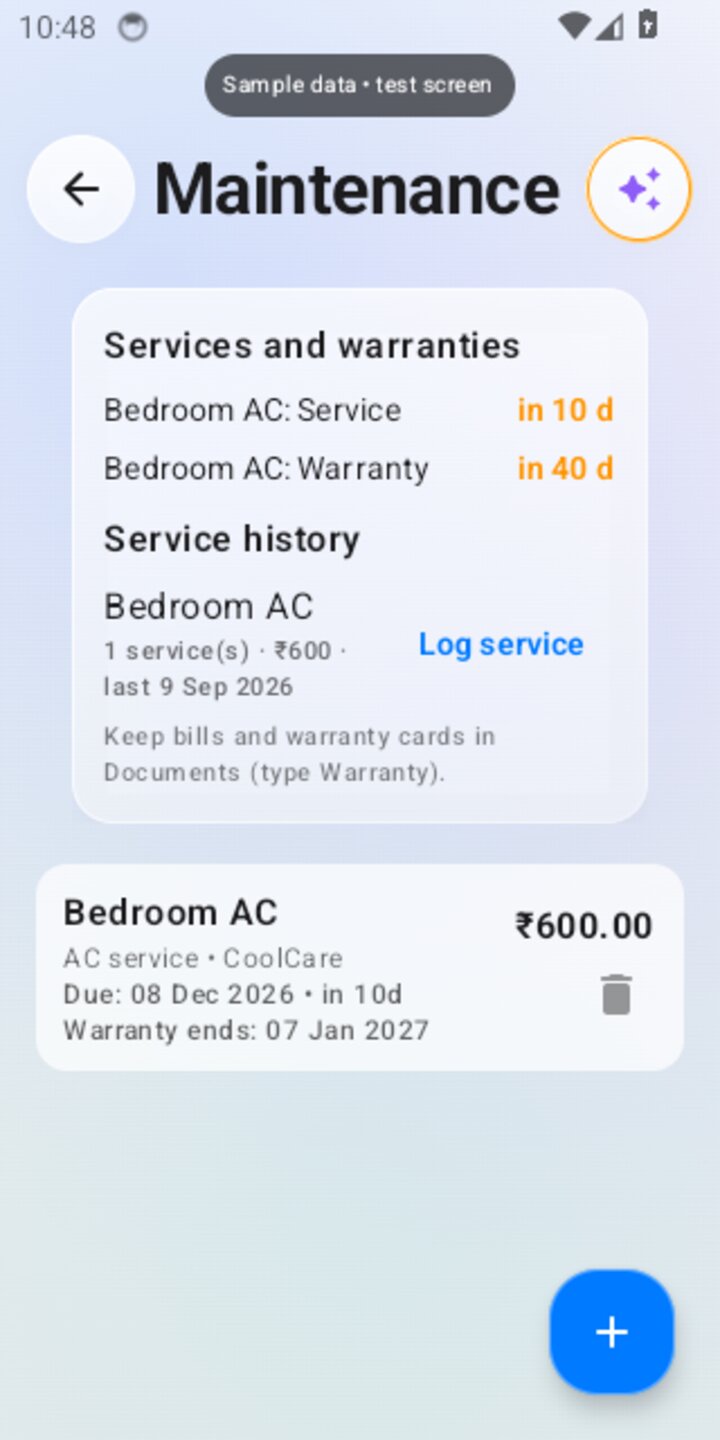 10:48
Sample data • test screen
Maintenance
Services and warranties
Bedroom AC: Service in 10 d
Bedroom AC: Warranty in 40 d
Service history
Bedroom AC
1 service(s) · ₹600 ·
last 9 Sep 2026
Log service
Keep bills and warranty cards in
Documents (type Warranty).
Bedroom AC
₹600.00
AC service • CoolCare
Due: 08 Dec 2026 • in 10d
Warranty ends: 07 Jan 2027